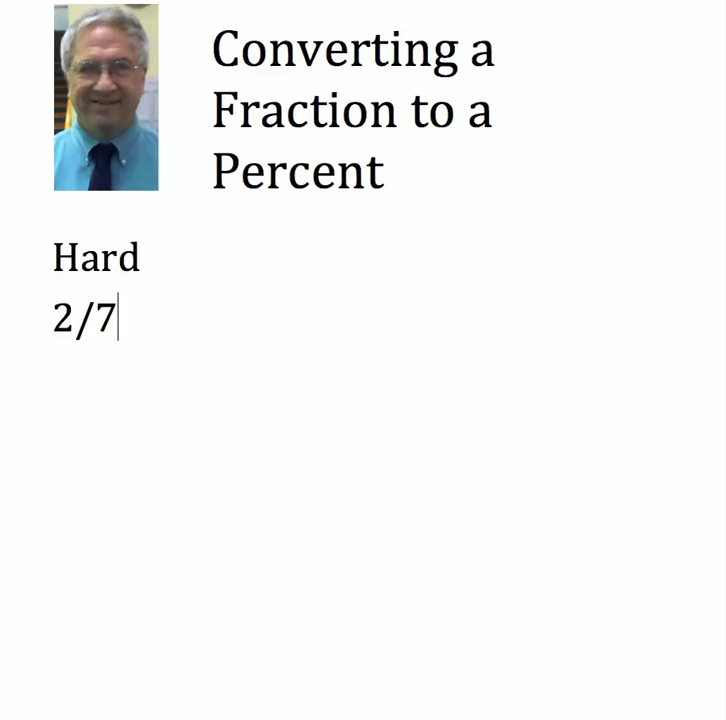 Converting a
Fraction to a
Percent
Hard
2/7